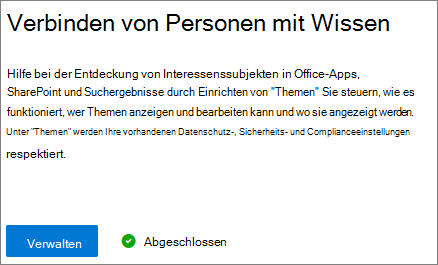 Verbinden von Personen mit Wissen
Hilfe bei der Entdeckung von Interessenssubjekten in Office-Apps,
SharePoint und Suchergebnisse durch Einrichten von "Themen" Sie steuern, wie es
funktioniert, wer Themen anzeigen und bearbeiten kann und wo sie angezeigt werden.
Unter "Themen" werden Ihre vorhandenen Datenschutz-, Sicherheits- und Complianceeinstellungen
respektiert.
Verwalten
Abgeschlossen